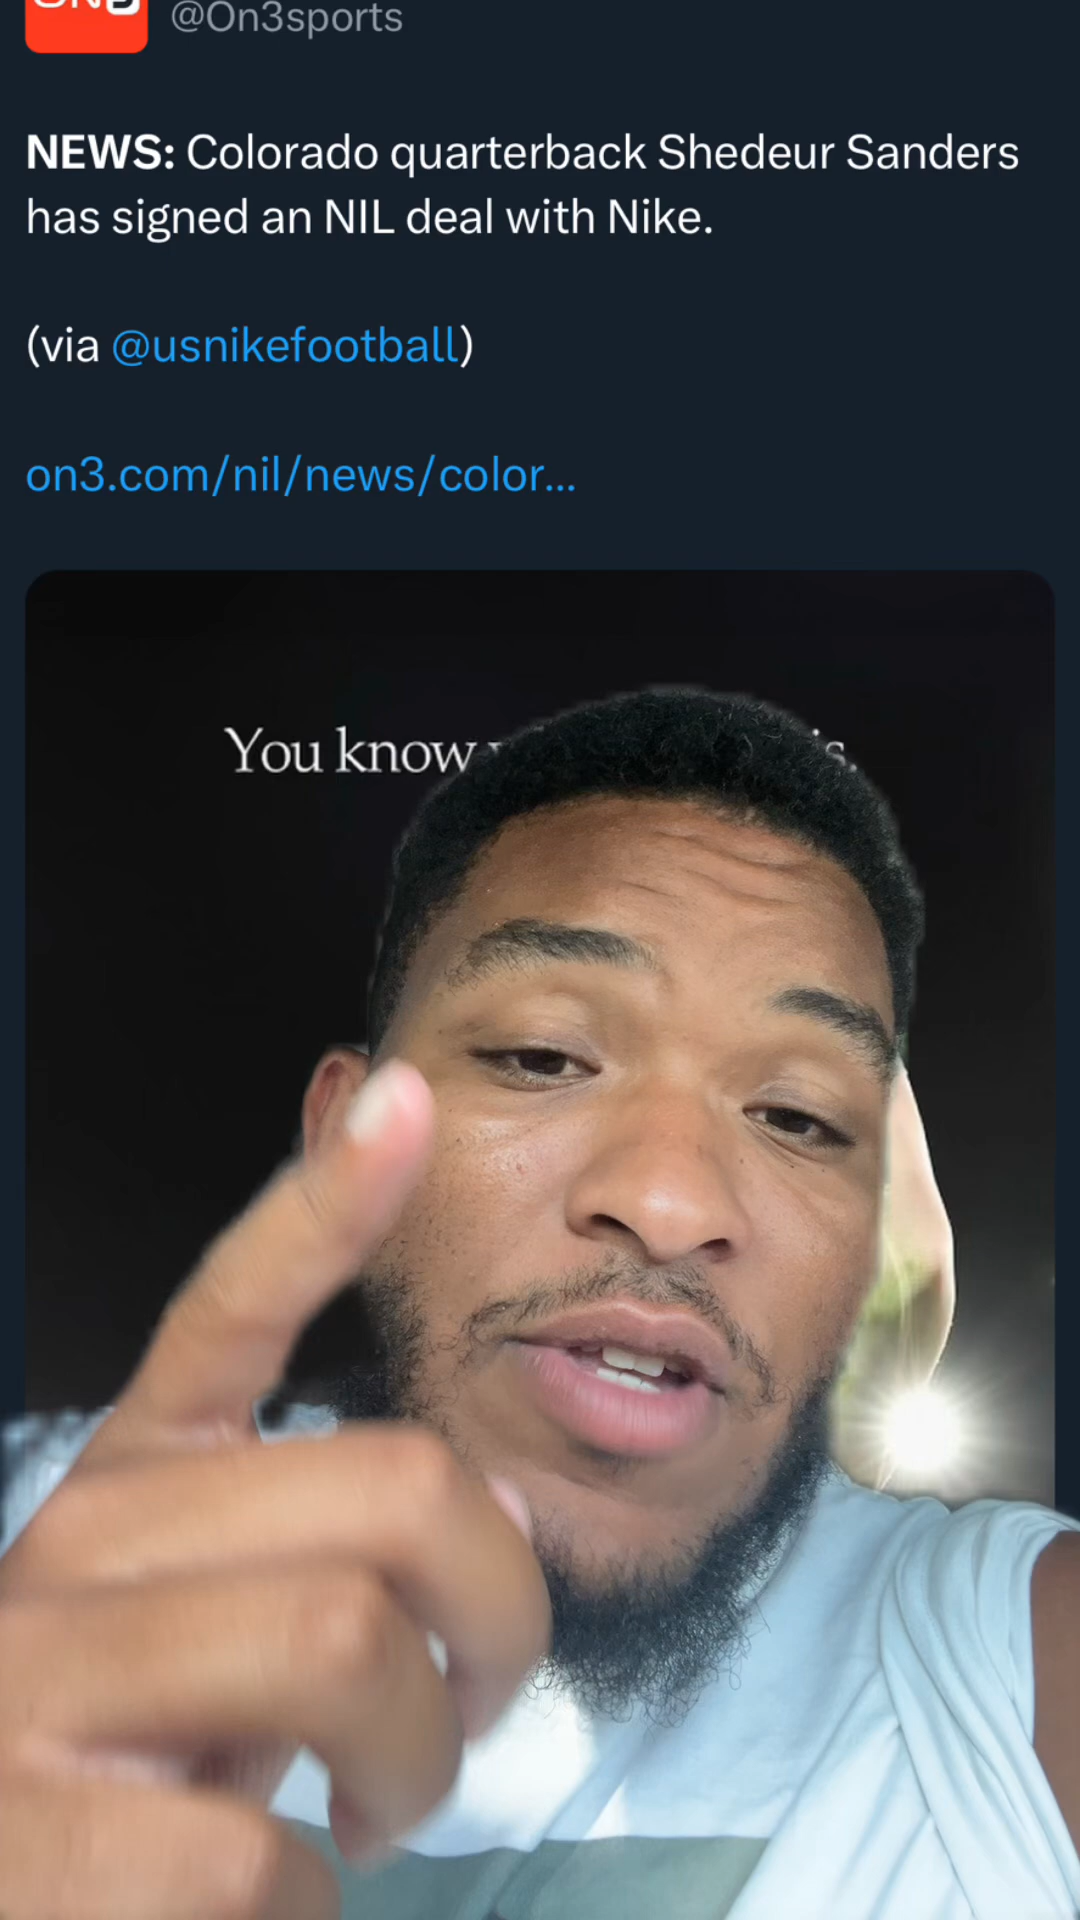 @On3sports
NEWS: Colorado quarterback Shedeur Sanders
has signed an NIL deal with Nike.
(via @usnikefootball)
on3.com/nil/news/color...
You know